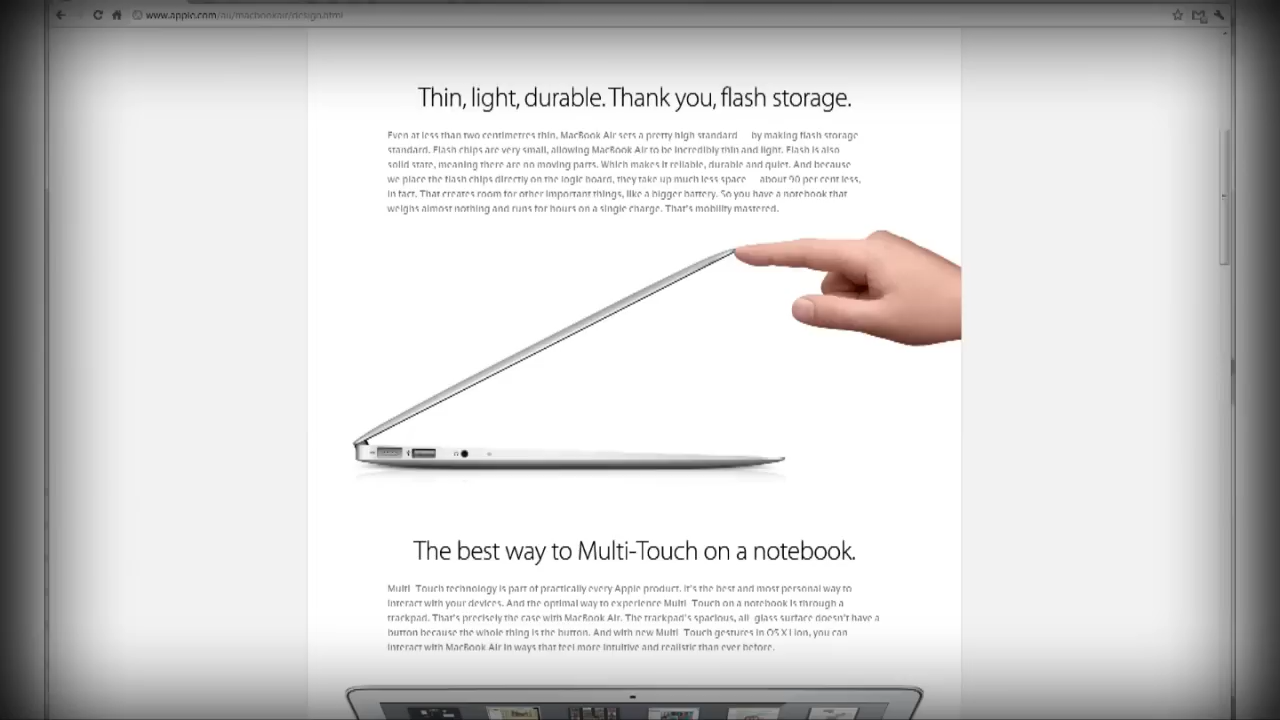 www.apple.com/au/macbookair/design.html
Thin, light, durable. Thank you, flash storage.
Even at less than two centimetres thin, MacBook Air sets a pretty high standard by making flash storage
standard. Flash chips are very small, allowing MacBook Air to be incredibly thin and light. Flash is also
solid state, meaning there are no moving parts. Which makes it reliable, durable and quiet. And because
we place the flash chips directly on the logic board, they take up much less space about 90 per cent less,
in fact. That creates room for other important things, like a bigger battery. So you have a notebook that
weighs almost nothing and runs for hours on a single charge. That's mobility mastered.
The best way to Multi-Touch on a notebook.
Multi Touch technology is part of practically every Apple product. It's the best and most personal way to
interact with your devices. And the optimal way to experience Multi Touch on a notebook is through a
trackpad. That's precisely the case with MacBook Air. The trackpad's spacious, all glass surface doesn't have a
button because the whole thing is the button. And with new Multi Touch gestures in OS X Lion, you can
interact with MacBook Air in ways that feel more intuitive and realistic than ever before.